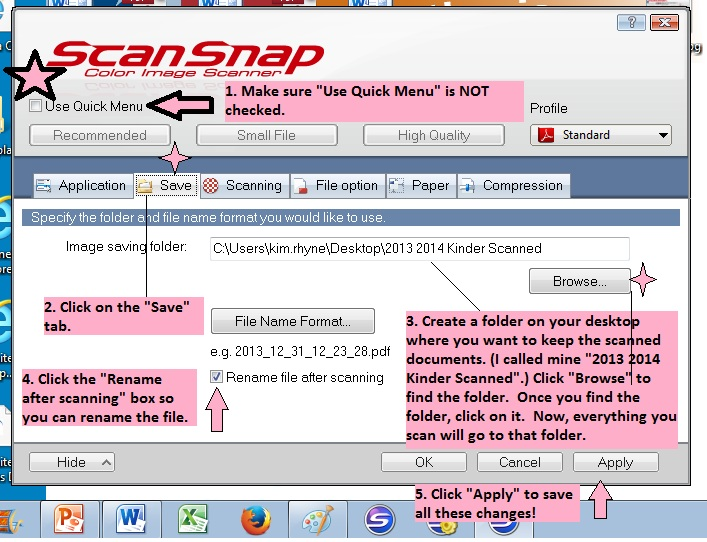 ScanSnap
Color Image Scanner
Use Quick Menu
1. Make sure "Use Quick Menu" is NOT
checked.
Profile
Recommended
Small File
High Quality
Standard
Application
Save
Scanning
File option
Paper
Compression
Specify the folder and file name format you would like to use.
Image saving folder:
C:\Users\kim.rhyne\Desktop\2013 2014 Kinder Scanned
Browse...
2. Click on the "Save"
tab.
File Name Format...
3. Create a folder on your desktop
where you want to keep the scanned
documents. (I called mine "2013 2014
Kinder Scanned".) Click "Browse" to
find the folder. Once you find the
folder, click on it. Now, everything you
scan will go to that folder.
e.g. 2013_12_31_12_23_28.pdf
4. Click the "Rename
after scanning" box so
you can rename the file.
Rename file after scanning
Hide
OK
Cancel
Apply
5. Click "Apply" to save
all these changes!